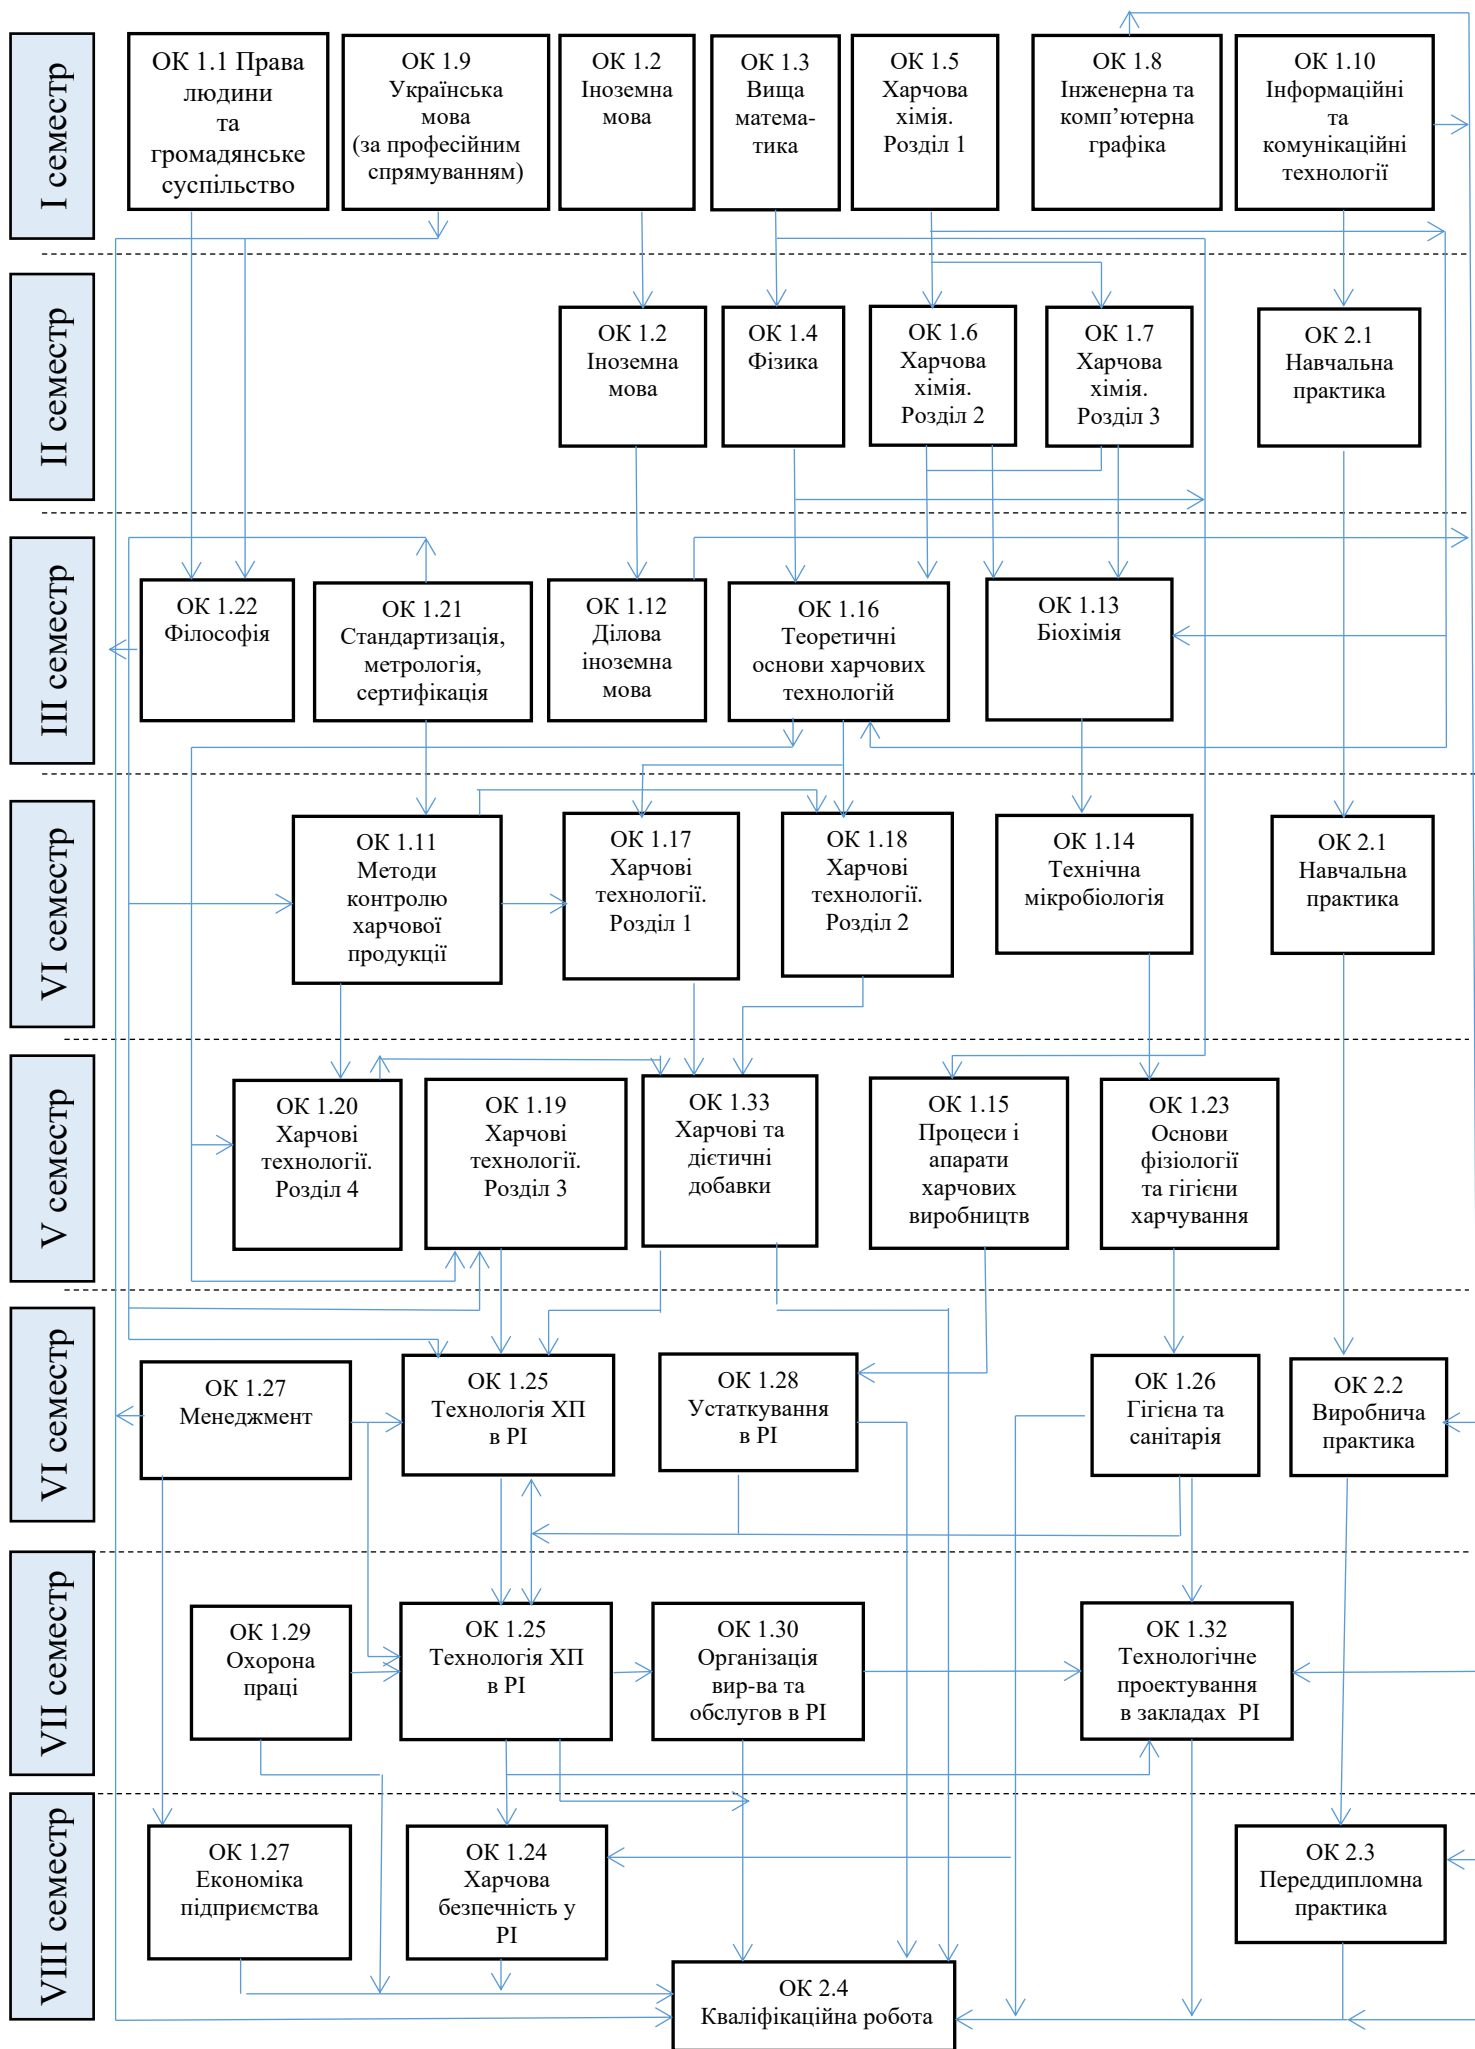 I семестр
ОК 1.1 Права
людини
та
громадянське
суспільство
ОК 1.9
Українська
мова
(за професійним
спрямуванням)
ОК 1.2
Іноземна
мова
ОК 1.3
Вища
матема-
тика
ОК 1.5
Харчова
хімія.
Розділ 1
ОК 1.8
Інженерна та
комп’ютерна
графіка
ОК 1.10
Інформаційні
та
комунікаційні
технології
II семестр
ОК 1.2
Іноземна
мова
ОК 1.4
Фізика
ОК 1.6
Харчова
хімія.
Розділ 2
ОК 1.7
Харчова
хімія.
Розділ 3
ОК 2.1
Навчальна
практика
III семестр
ОК 1.22
Філософія
ОК 1.21
Стандартизація,
метрологія,
сертифікація
ОК 1.12
Ділова
іноземна
мова
ОК 1.16
Теоретичні
основи харчових
технологій
ОК 1.13
Біохімія
VI семестр
ОК 1.11
Методи
контролю
харчової
продукції
ОК 1.17
Харчові
технології.
Розділ 1
ОК 1.18
Харчові
технології.
Розділ 2
ОК 1.14
Технічна
мікробіологія
ОК 2.1
Навчальна
практика
V семестр
ОК 1.20
Харчові
технології.
Розділ 4
ОК 1.19
Харчові
технології.
Розділ 3
ОК 1.33
Харчові та
дієтичні
добавки
ОК 1.15
Процеси і
апарати
харчових
виробництв
ОК 1.23
Основи
фізіології
та гігієни
харчування
VI семестр
ОК 1.27
Менеджмент
ОК 1.25
Технологія ХП
в РІ
ОК 1.28
Устаткування
в РІ
ОК 1.26
Гігієна та
санітарія
ОК 2.2
Виробнича
практика
VII семестр
ОК 1.29
Охорона
праці
ОК 1.25
Технологія ХП
в РІ
ОК 1.30
Організація
вир-ва та
обслугов в РІ
ОК 1.32
Технологічне
проектування
в закладах РІ
VIII семестр
ОК 1.27
Економіка
підприємства
ОК 1.24
Харчова
безпечність у
РІ
ОК 2.3
Переддипломна
практика
ОК 2.4
Кваліфікаційна робота